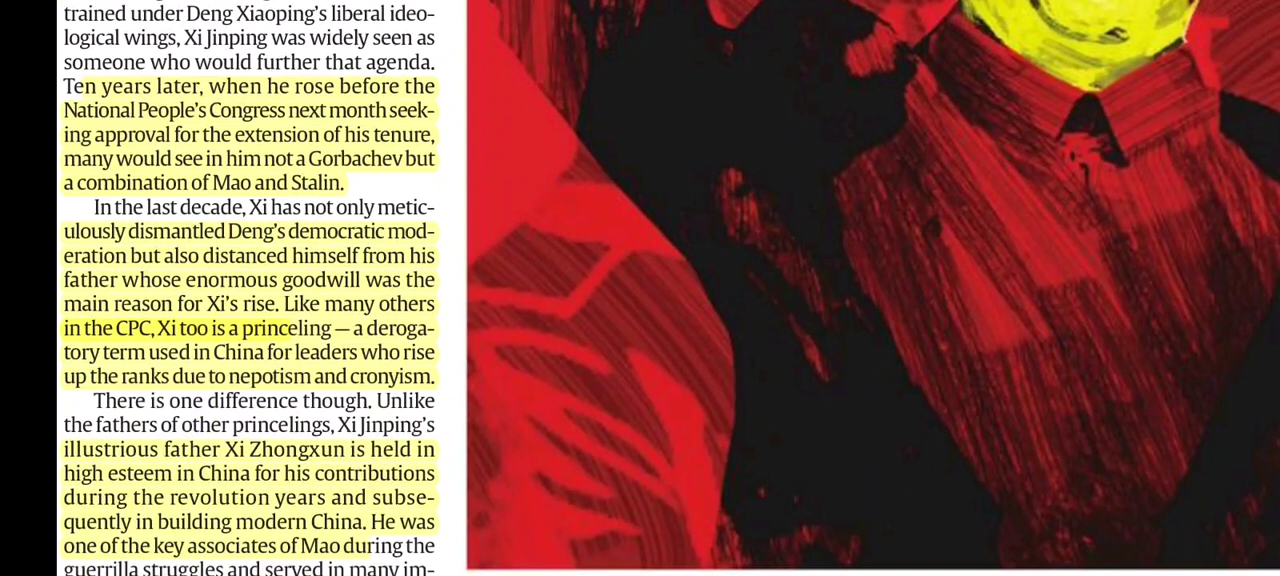 trained under Deng Xiaoping’s liberal ideo-
logical wings, Xi Jinping was widely seen as
someone who would further that agenda.
Ten years later, when he rose before the
National People’s Congress next month seek-
ing approval for the extension of his tenure,
many would see in him not a Gorbachev but
a combination of Mao and Stalin.
In the last decade, Xi has not only metic-
ulously dismantled Deng’s democratic mod-
eration but also distanced himself from his
father whose enormous goodwill was the
main reason for Xi’s rise. Like many others
in the CPC, Xi too is a princeling — a deroga-
tory term used in China for leaders who rise
up the ranks due to nepotism and cronyism.
There is one difference though. Unlike
the fathers of other princelings, Xi Jinping’s
illustrious father Xi Zhongxun is held in
high esteem in China for his contributions
during the revolution years and subse-
quently in building modern China. He was
one of the key associates of Mao during the
guerrilla struggles and served in many im-